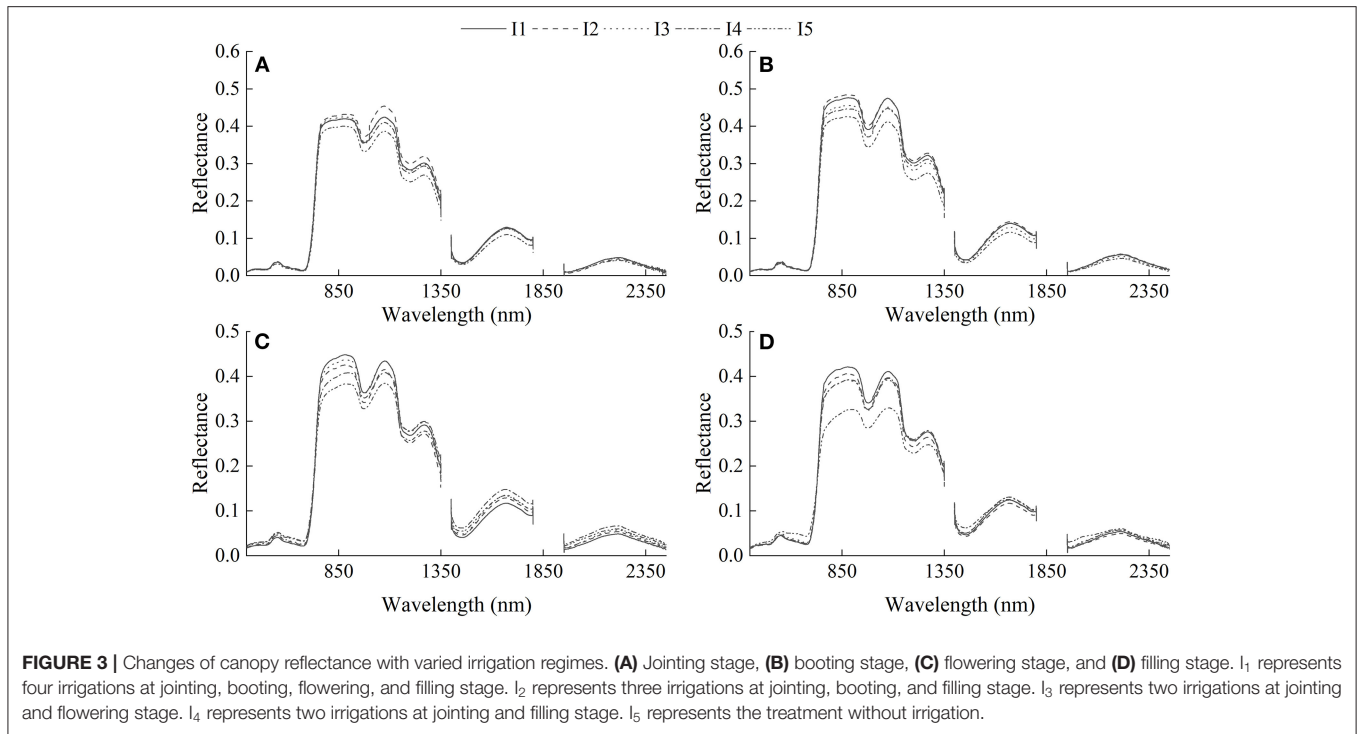 I1 I2 I3 I4 I5
A
0.6
0.5
0.4
0.3
0.2
0.1
0.0
Reflectance
850 1350 1850 2350
Wavelength (nm)
B
0.6
0.5
0.4
0.3
0.2
0.1
0.0
Reflectance
850 1350 1850 2350
Wavelength (nm)
C
0.5
0.4
0.3
0.2
0.1
0.0
Reflectance
850 1350 1850 2350
Wavelength (nm)
D
0.5
0.4
0.3
0.2
0.1
0.0
Reflectance
850 1350 1850 2350
Wavelength (nm)
FIGURE 3 | Changes of canopy reflectance with varied irrigation regimes. (A) Jointing stage, (B) booting stage, (C) flowering stage, and (D) filling stage. I₁ represents
four irrigations at jointing, booting, flowering, and filling stage. I₂ represents three irrigations at jointing, booting, and filling stage. I₃ represents two irrigations at jointing
and flowering stage. I₄ represents two irrigations at jointing and filling stage. I₅ represents the treatment without irrigation.